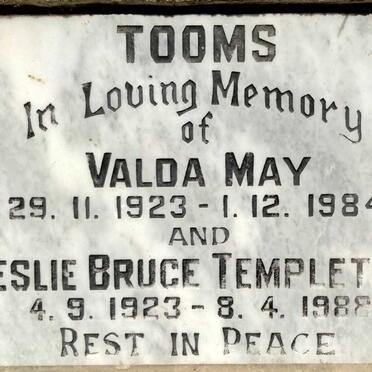 TOOMS
In Loving Memory
of
VALDA MAY
29. 11. 1923 - 1. 12. 1984
AND
ESLIE BRUCE TEMPLET
4. 9. 1923 - 8. 4. 1988
REST IN PEACE